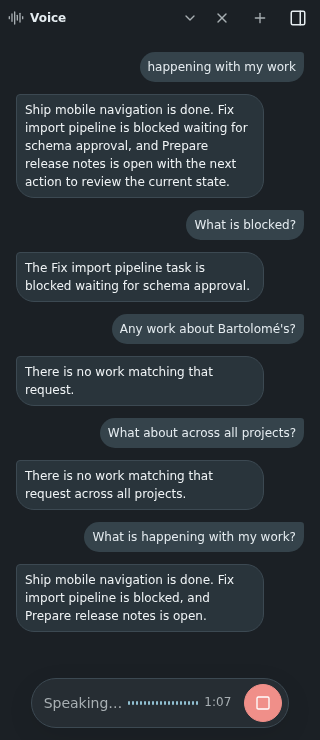 Voice
happening with my work
Ship mobile navigation is done. Fix
import pipeline is blocked waiting for
schema approval, and Prepare
release notes is open with the next
action to review the current state.
What is blocked?
The Fix import pipeline task is
blocked waiting for schema approval.
Any work about Bartolomé's?
There is no work matching that
request.
What about across all projects?
There is no work matching that
request across all projects.
What is happening with my work?
Ship mobile navigation is done. Fix
import pipeline is blocked, and
Prepare release notes is open.
Speaking... 1:07